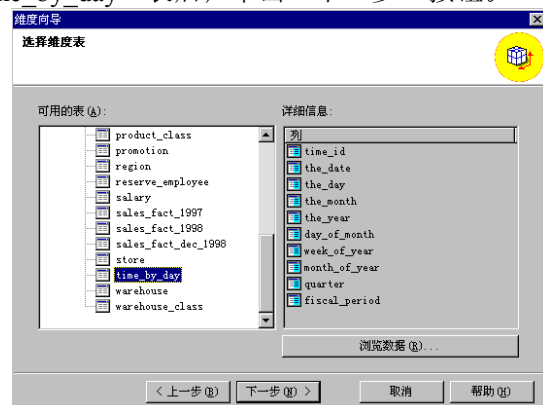 me_by_day
维度向导
选择维度表
可用的表(A):
product_class
promotion
region
reserve_employee
salary
sales_fact_1997
sales_fact_1998
sales_fact_dec_1998
store
time_by_day
warehouse
warehouse_class
详细信息:
列
time_id
the_date
the_day
the_month
the_year
day_of_month
week_of_year
month_of_year
quarter
fiscal_period
浏览数据(R)...
< 上一步(B)
下一步(N) >
取消
帮助(H)